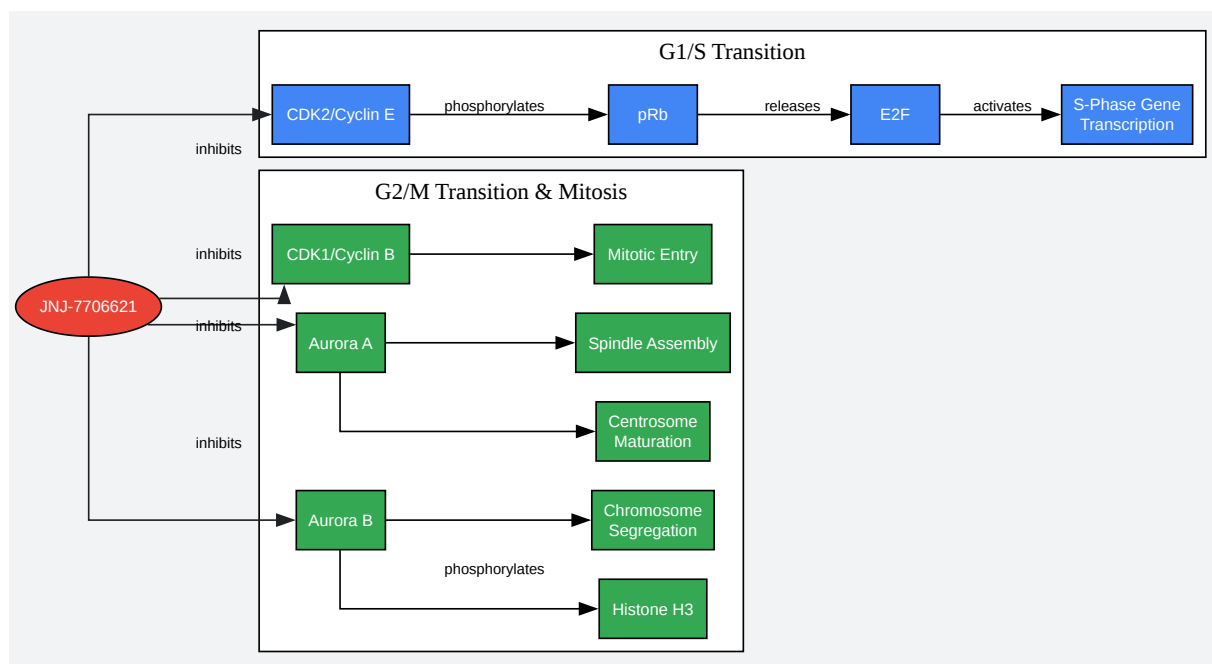 G1/S Transition
CDK2/Cyclin E
phosphorylates
pRb
releases
E2F
activates
S-Phase Gene
Transcription
inhibits
G2/M Transition & Mitosis
inhibits
CDK1/Cyclin B
Mitotic Entry
JNJ-7706621
inhibits
Aurora A
Spindle Assembly
Centrosome
Maturation
inhibits
Aurora B
Chromosome
Segregation
phosphorylates
Histone H3